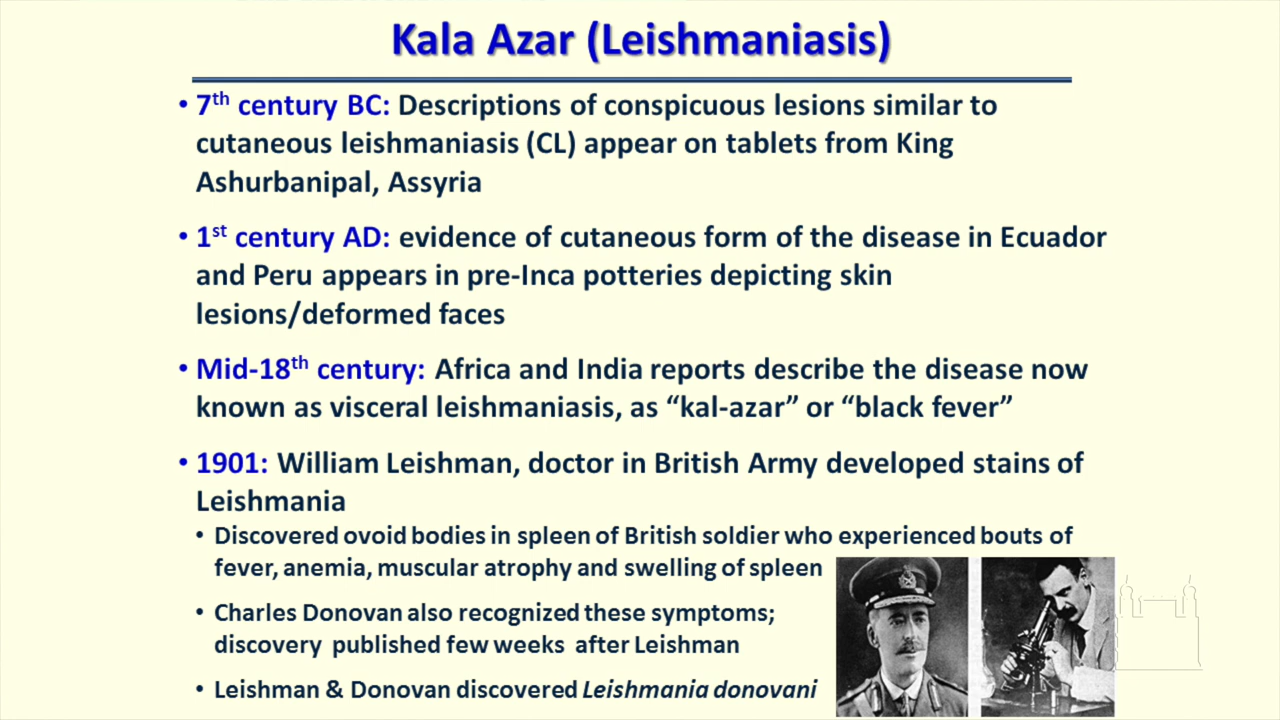 Kala Azar (Leishmaniasis)
• 7th century BC: Descriptions of conspicuous lesions similar to
cutaneous leishmaniasis (CL) appear on tablets from King
Ashurbanipal, Assyria
• 1st century AD: evidence of cutaneous form of the disease in Ecuador
and Peru appears in pre-Inca potteries depicting skin
lesions/deformed faces
• Mid-18th century: Africa and India reports describe the disease now
known as visceral leishmaniasis, as “kal-azar” or “black fever”
• 1901: William Leishman, doctor in British Army developed stains of
Leishmania
• Discovered ovoid bodies in spleen of British soldier who experienced bouts of
fever, anemia, muscular atrophy and swelling of spleen
• Charles Donovan also recognized these symptoms;
discovery published few weeks after Leishman
• Leishman & Donovan discovered Leishmania donovani